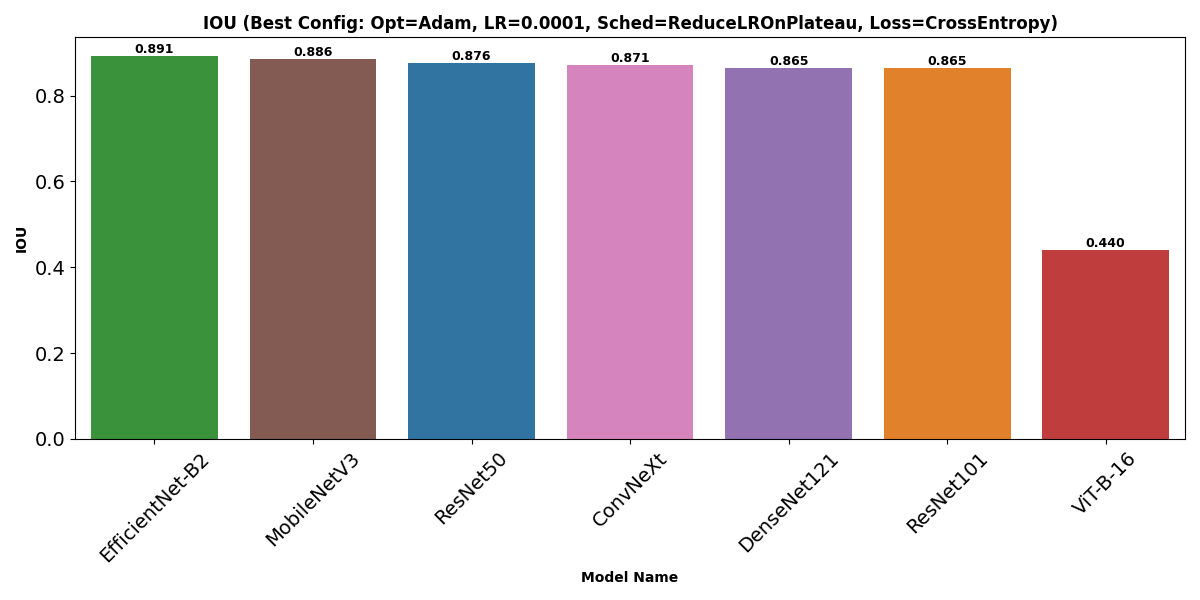 IOU (Best Config: Opt=Adam, LR=0.0001, Sched=ReduceLROnPlateau, Loss=CrossEntropy)
0.891
0.886
0.876
0.871
0.865
0.865
0.440
IOU
0.8
0.6
0.4
0.2
0.0
EfficientNet-B2
MobileNetV3
ResNet50
ConvNeXt
DenseNet121
ResNet101
ViT-B-16
Model Name